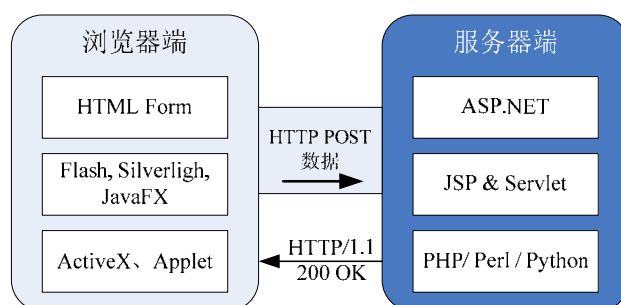 浏览器端
HTML Form
Flash, Silverligh,
JavaFX
ActiveX、Applet
HTTP POST
数据
HTTP/1.1
200 OK
服务器端
ASP.NET
JSP & Servlet
PHP/ Perl / Python